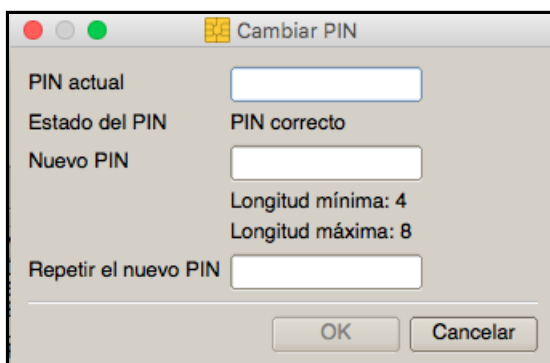 Cambiar PIN
PIN actual
Estado del PIN PIN correcto
Nuevo PIN
Longitud mínima: 4
Longitud máxima: 8
Repetir el nuevo PIN
OK Cancelar